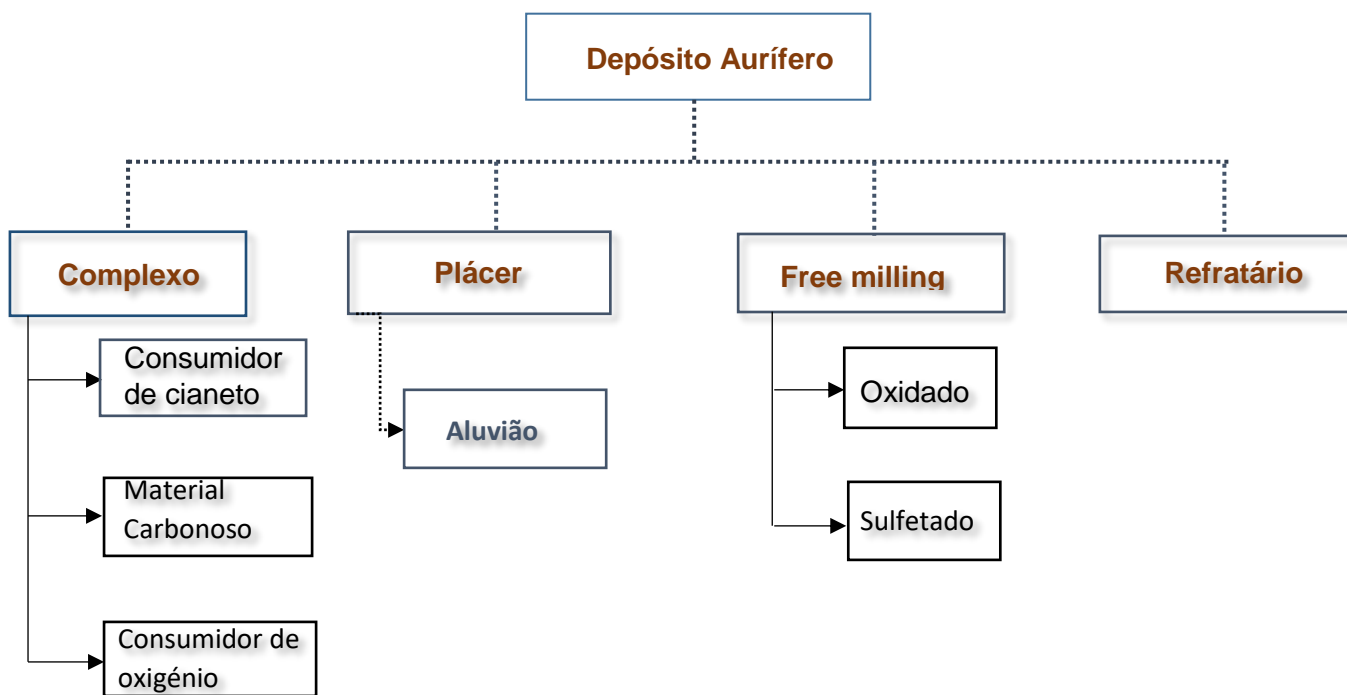 Depósito Aurífero
Complexo
Plácer
Free milling
Refratário
Consumidor
de cianeto
Oxidado
Aluvião
Material
Carbonoso
Sulfetado
Consumidor de
oxigénio